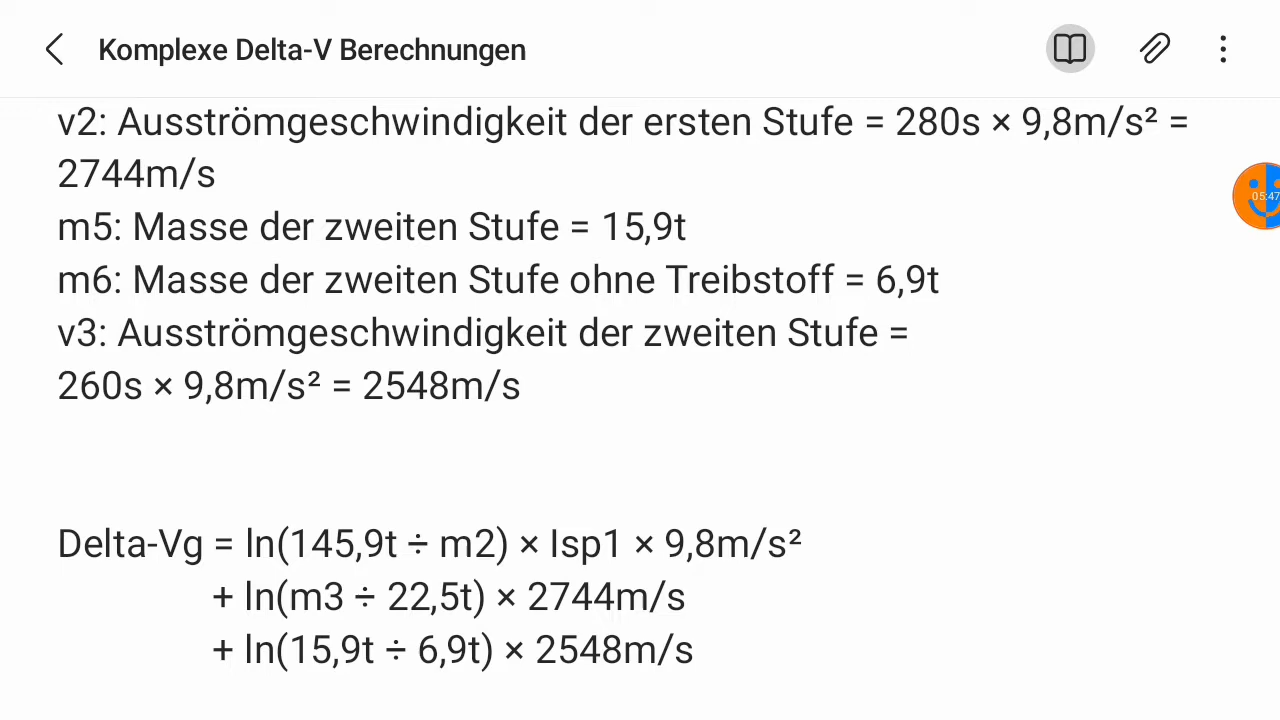 Komplexe Delta-V Berechnungen
v2: Ausströmgeschwindigkeit der ersten Stufe = 280s × 9,8m/s² =
2744m/s
05:47
m5: Masse der zweiten Stufe = 15,9t
m6: Masse der zweiten Stufe ohne Treibstoff = 6,9t
v3: Ausströmgeschwindigkeit der zweiten Stufe =
260s × 9,8m/s² = 2548m/s
Delta-Vg = ln(145,9t ÷ m2) × Isp1 × 9,8m/s²
+ ln(m3 ÷ 22,5t) × 2744m/s
+ ln(15,9t ÷ 6,9t) × 2548m/s